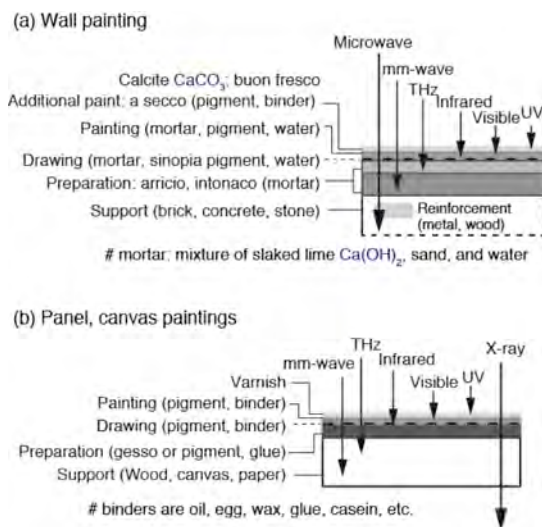 (a) Wall painting
Microwave
mm-wave
THz
Infrared
Visible
UV
Calcite CaCO3: buon fresco
Additional paint: a secco (pigment, binder)
Painting (mortar, pigment, water)
Drawing (mortar, sinopia pigment, water)
Preparation: arricio, intonaco (mortar)
Support (brick, concrete, stone)
Reinforcement
(metal, wood)
# mortar: mixture of slaked lime Ca(OH)2, sand, and water
(b) Panel, canvas paintings
THz
X-ray
mm-wave
Infrared
UV
Visible
Varnish
Painting (pigment, binder)
Drawing (pigment, binder)
Preparation (gesso or pigment, glue)
Support (Wood, canvas, paper)
# binders are oil, egg, wax, glue, casein, etc.